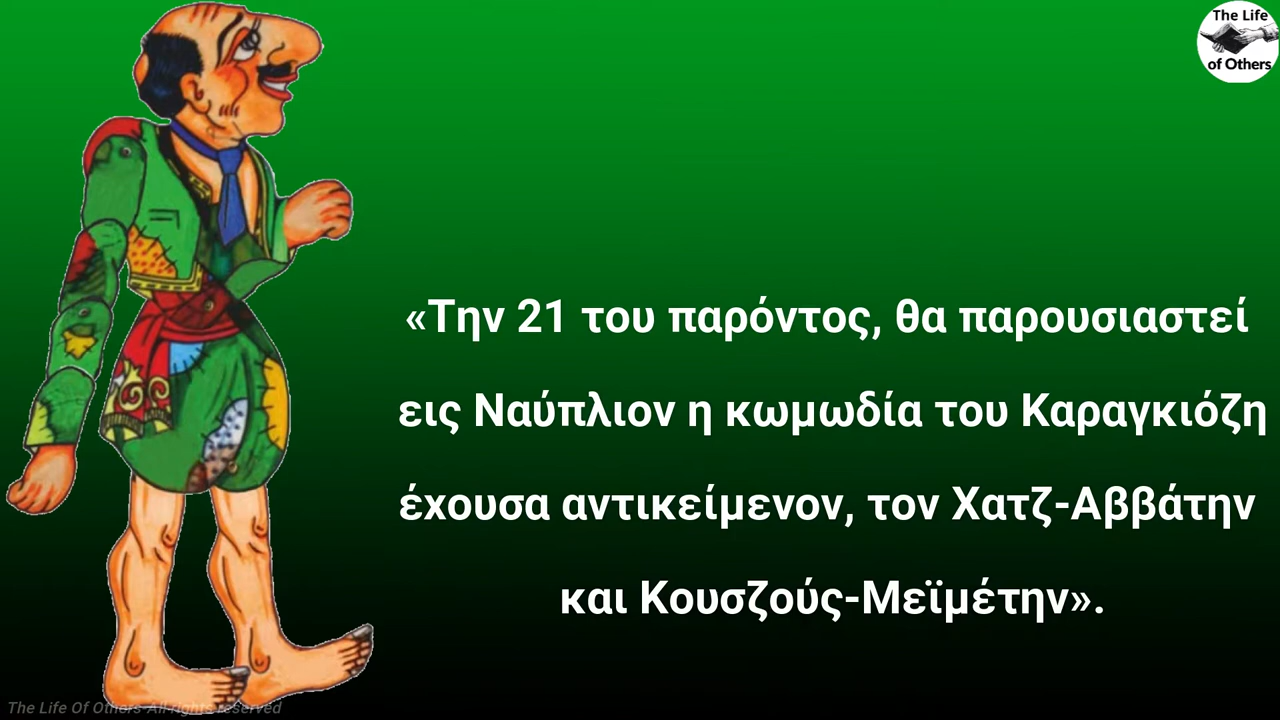 The Life
of Others
«Την 21 του παρόντος, θα παρουσιαστεί
εις Ναύπλιον η κωμωδία του Καραγκιόζη
έχουσα αντικείμενον, τον Χατζ-Αββάτην
και Κουσζούς-Μεϊμέτην».
The Life Of Others-All rights reserved